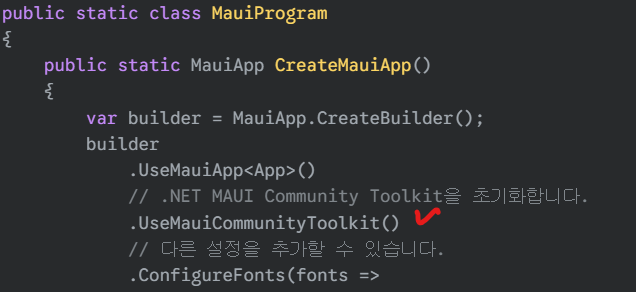 public static class MauiProgram
{
public static MauiApp CreateMauiApp()
{
var builder = MauiApp.CreateBuilder();
builder
.UseMauiApp<App>()
// .NET MAUI Community Toolkit을 초기화합니다.
.UseMauiCommunityToolkit()
// 다른 설정을 추가할 수 있습니다.
.ConfigureFonts(fonts =>